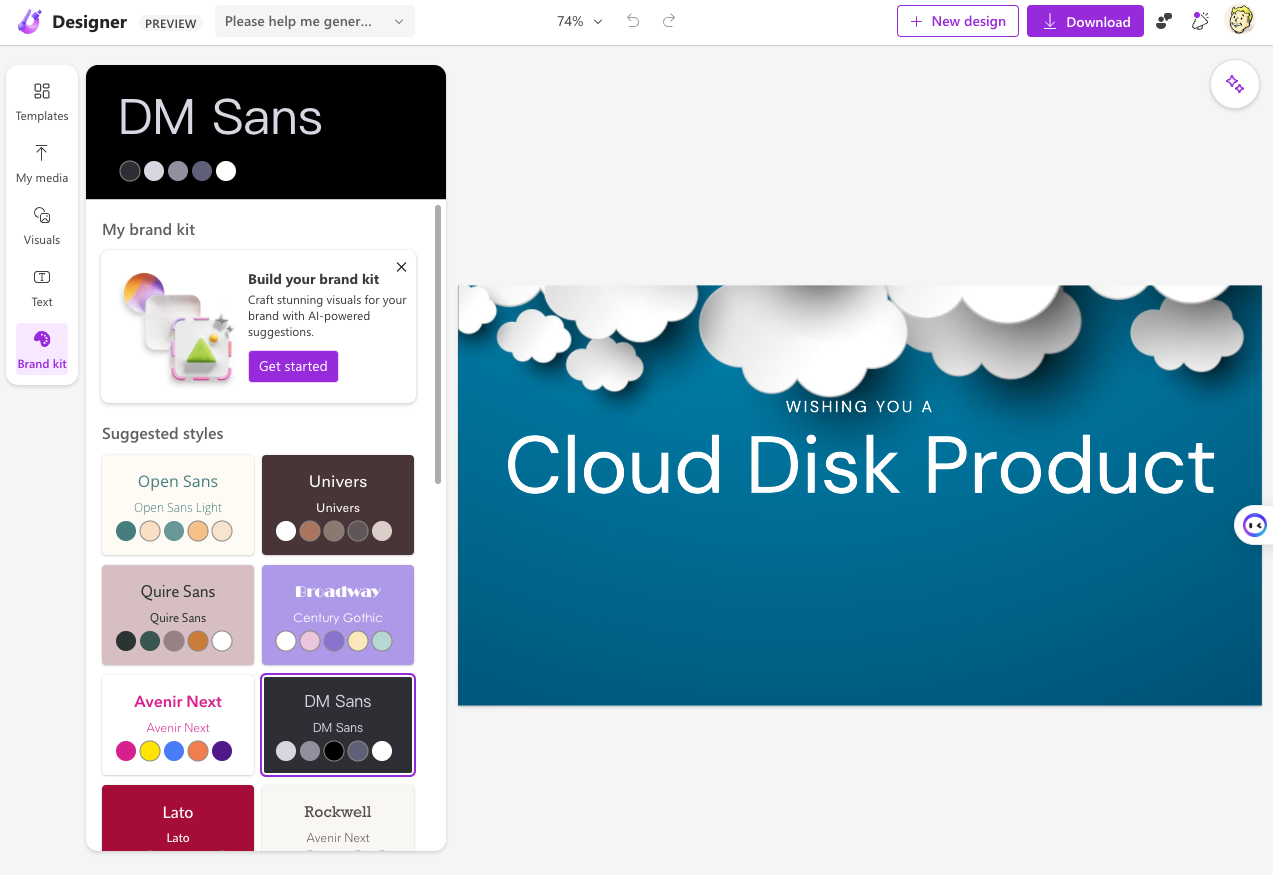 Designer PREVIEW
Please help me gener...
74%
New design
Download
Templates
My media
Visuals
Text
Brand kit
DM Sans
My brand kit
Build your brand kit
Craft stunning visuals for your
brand with AI-powered
suggestions.
Get started
Suggested styles
Open Sans
Open Sans Light
Univers
Univers
Quire Sans
Quire Sans
Broadway
Century Gothic
Avenir Next
Avenir Next
DM Sans
DM Sans
Lato
Lato
Rockwell
Avenir Next
WISHING YOU A
Cloud Disk Product